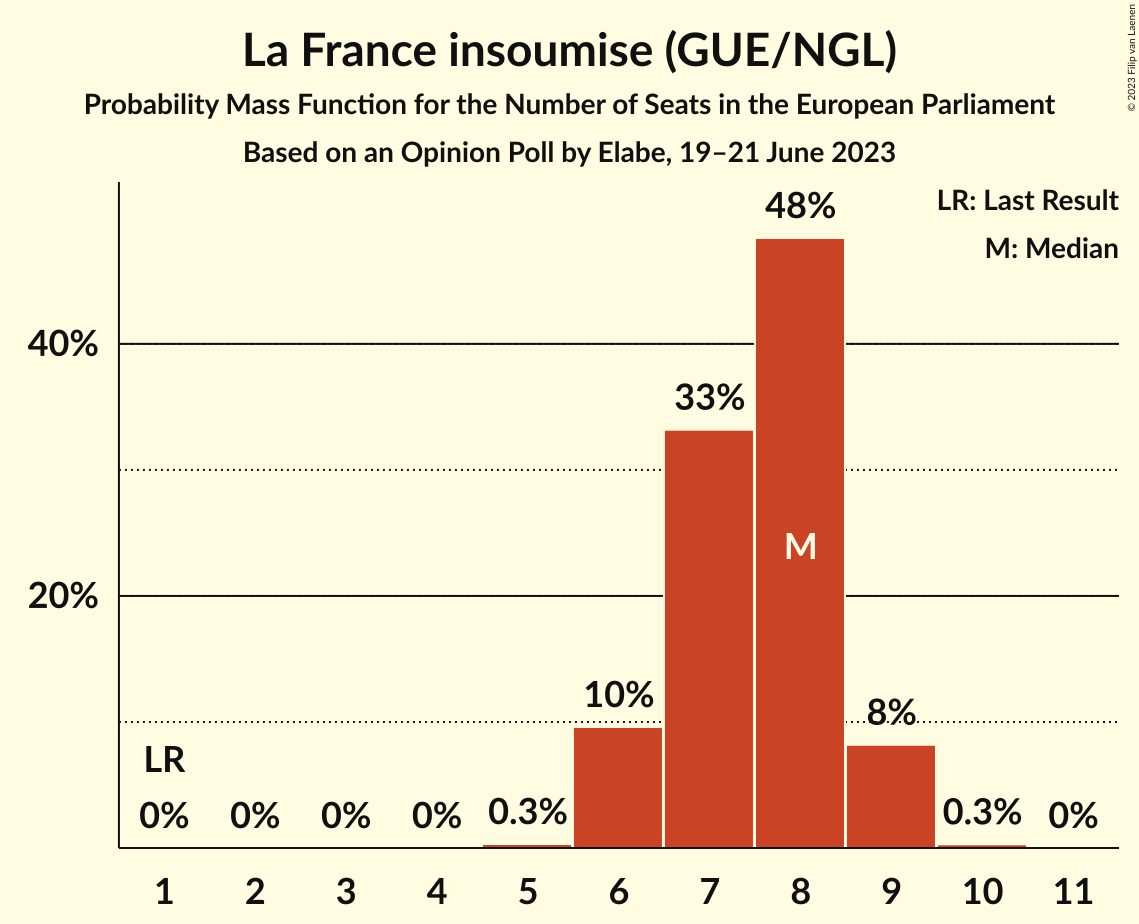 La France insoumise (GUE/NGL)
Probability Mass Function for the Number of Seats in the European Parliament
Based on an Opinion Poll by Elabe, 19–21 June 2023
© 2023 Filip van Laenen
LR: Last Result
M: Median
48%
40%
33%
M
20%
10%
8%
LR
0% 0% 0% 0% 0.3% 0.3% 0%
1 2 3 4 5 6 7 8 9 10 11